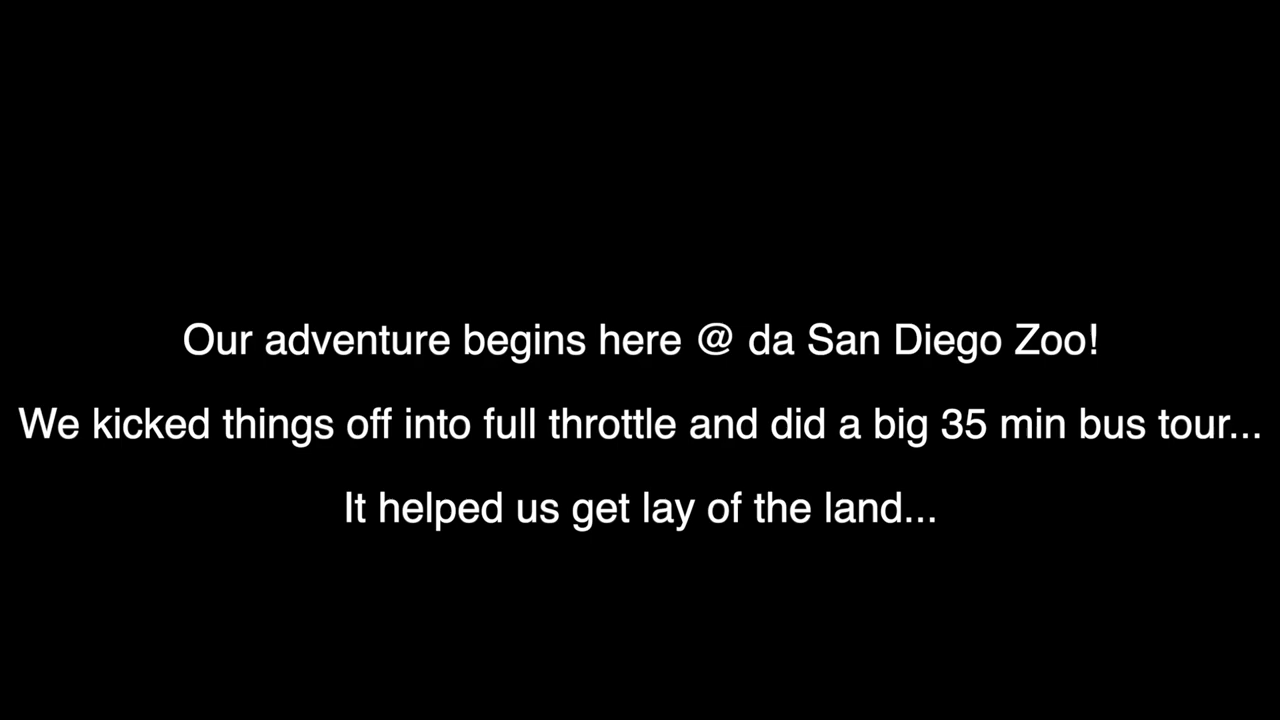 Our adventure begins here @ da San Diego Zoo!
We kicked things off into full throttle and did a big 35 min bus tour...
It helped us get lay of the land...